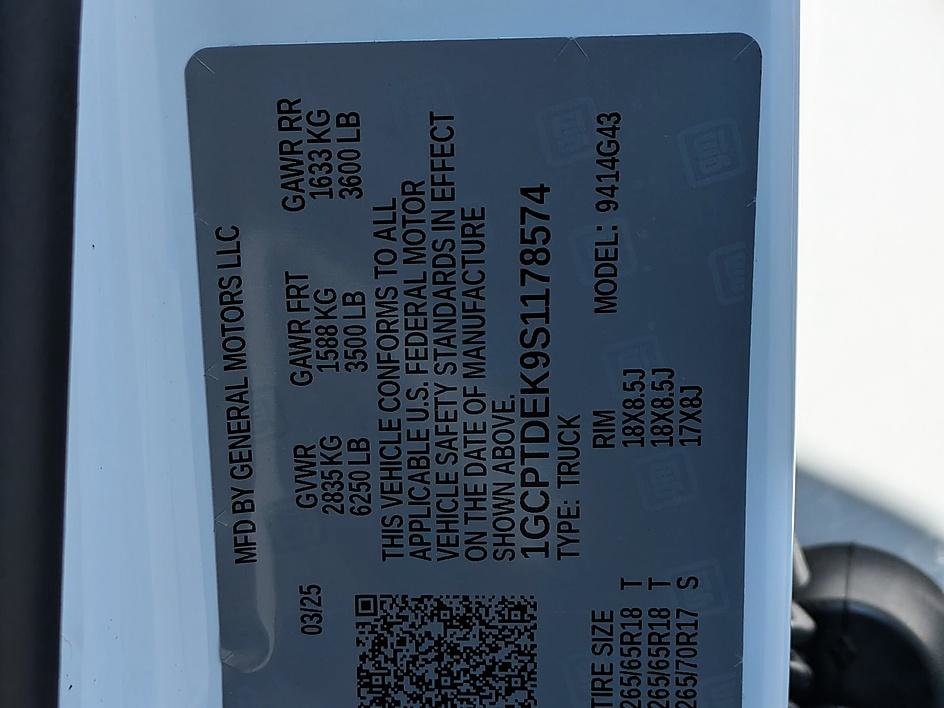 MFD BY GENERAL MOTORS LLC
03/25 GVWR GAWR FRT GAWR RR
2835 KG 1588 KG 1633 KG
6250 LB 3500 LB 3600 LB
THIS VEHICLE CONFORMS TO ALL
APPLICABLE U.S. FEDERAL MOTOR
VEHICLE SAFETY STANDARDS IN EFFECT
ON THE DATE OF MANUFACTURE
SHOWN ABOVE.
1GCPTDEK9S1178574
TYPE: TRUCK
TIRE SIZE RIM MODEL: 9414G43
265/65R18 T 18X8.5J
265/65R18 T 18X8.5J
265/70R17 S 17X8J